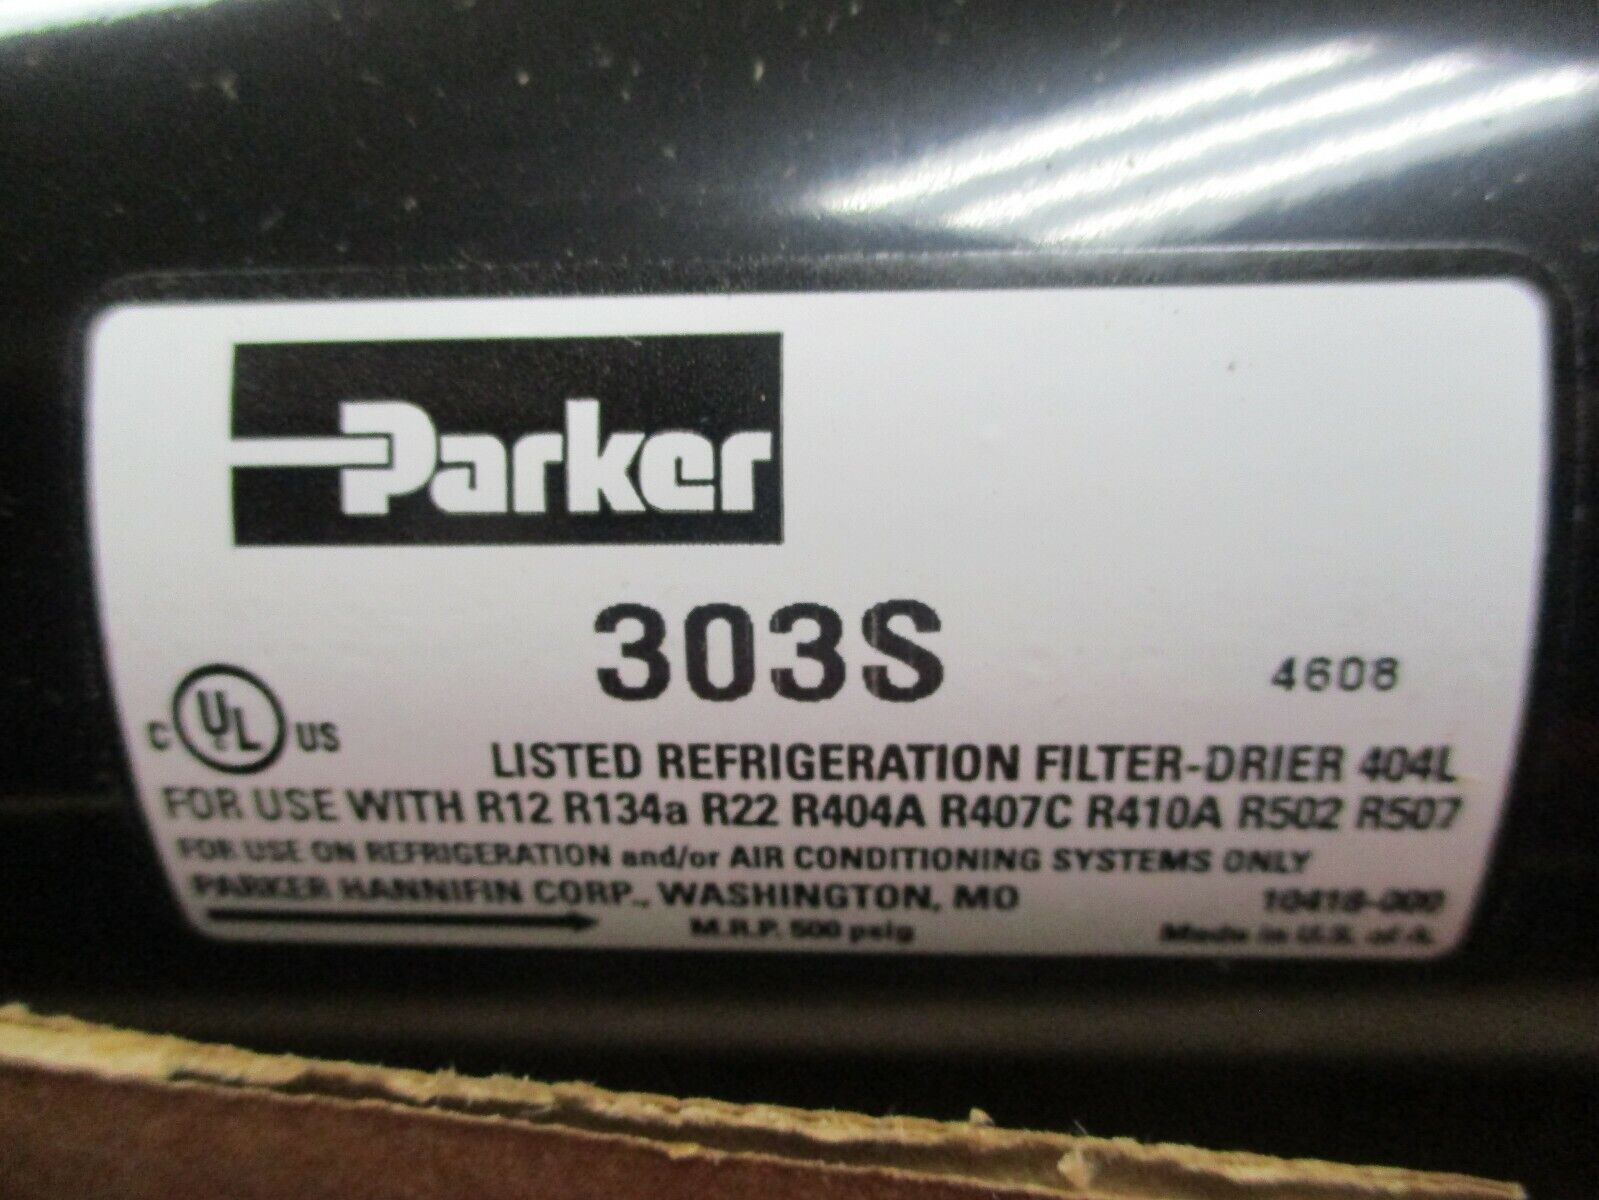 Parker
303S
4608
C UL US
LISTED REFRIGERATION FILTER-DRIER 404L
FOR USE WITH R12 R134a R22 R404A R407C R410A R502 R507
FOR USE ON REFRIGERATION and/or AIR CONDITIONING SYSTEMS ONLY
PARKER HANNIFIN CORP., WASHINGTON, MO 10418-000
M.R.P. 500 psig Made in U.S. of A.